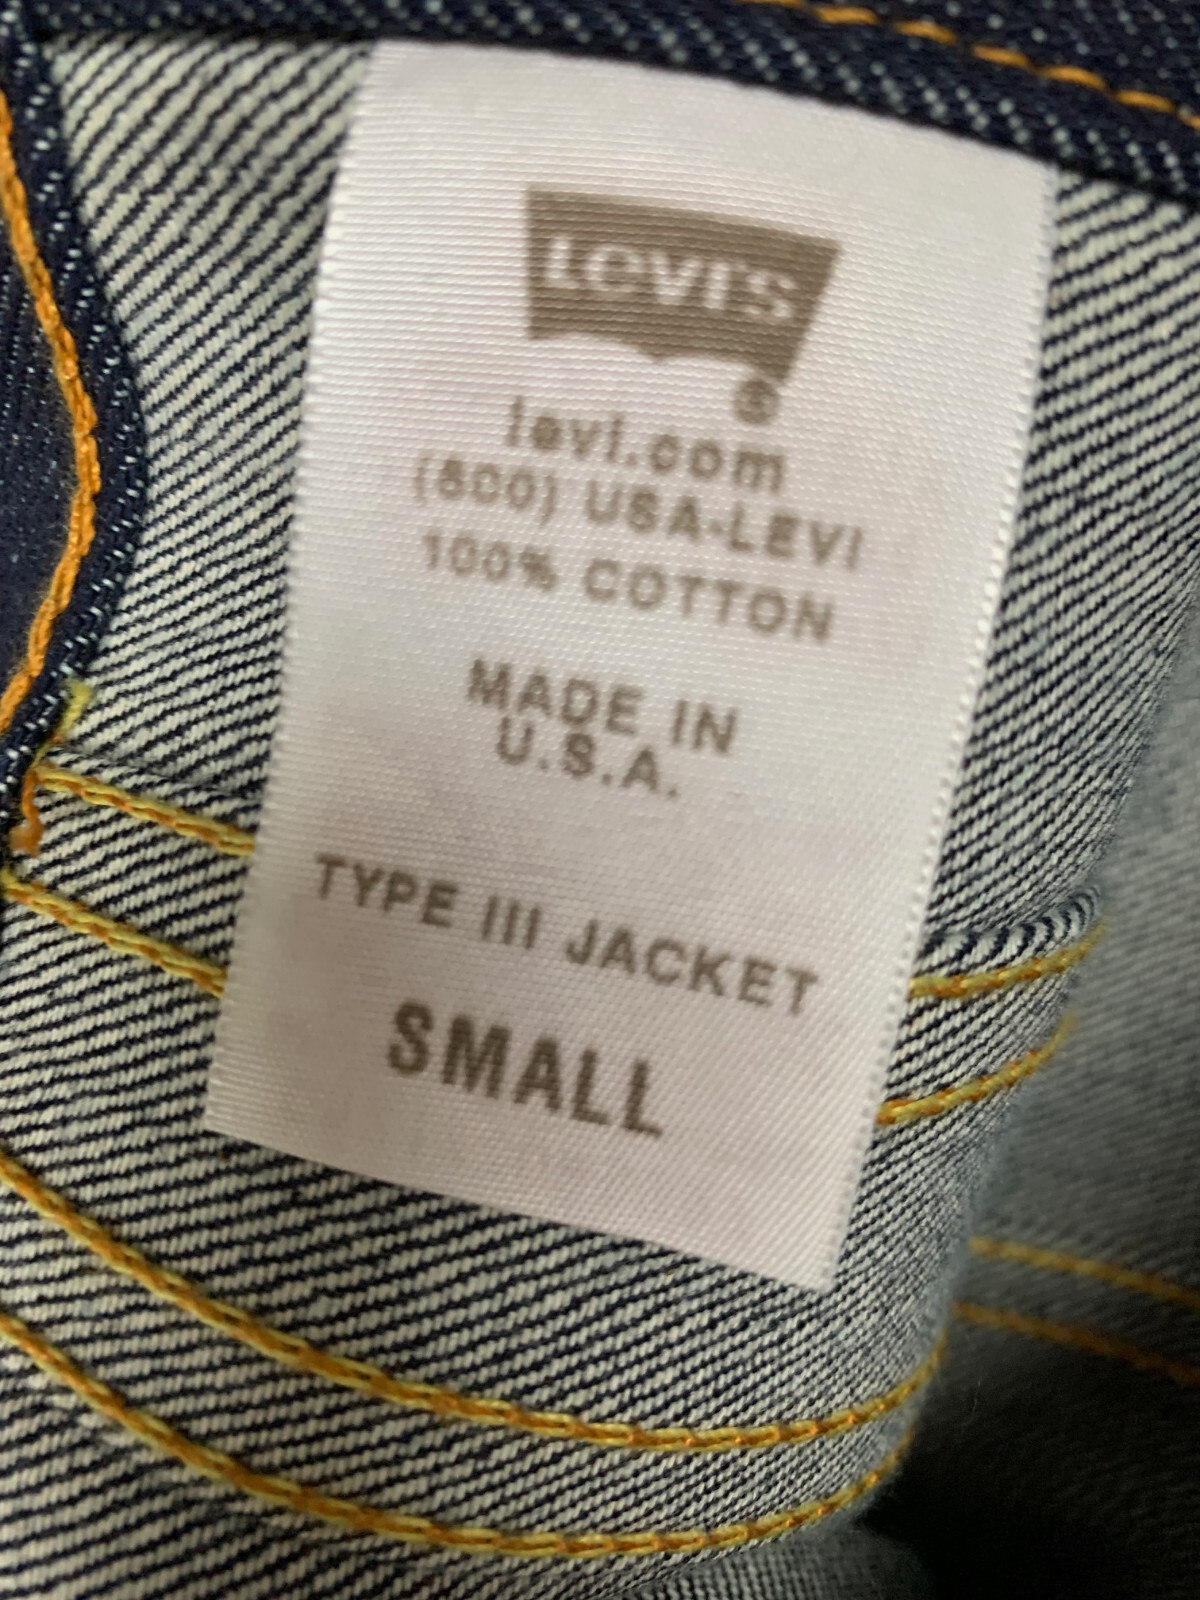 Levi's
®
levi.com
(800) USA-LEVI
100% COTTON
MADE IN
U.S.A.
TYPE III JACKET
SMALL